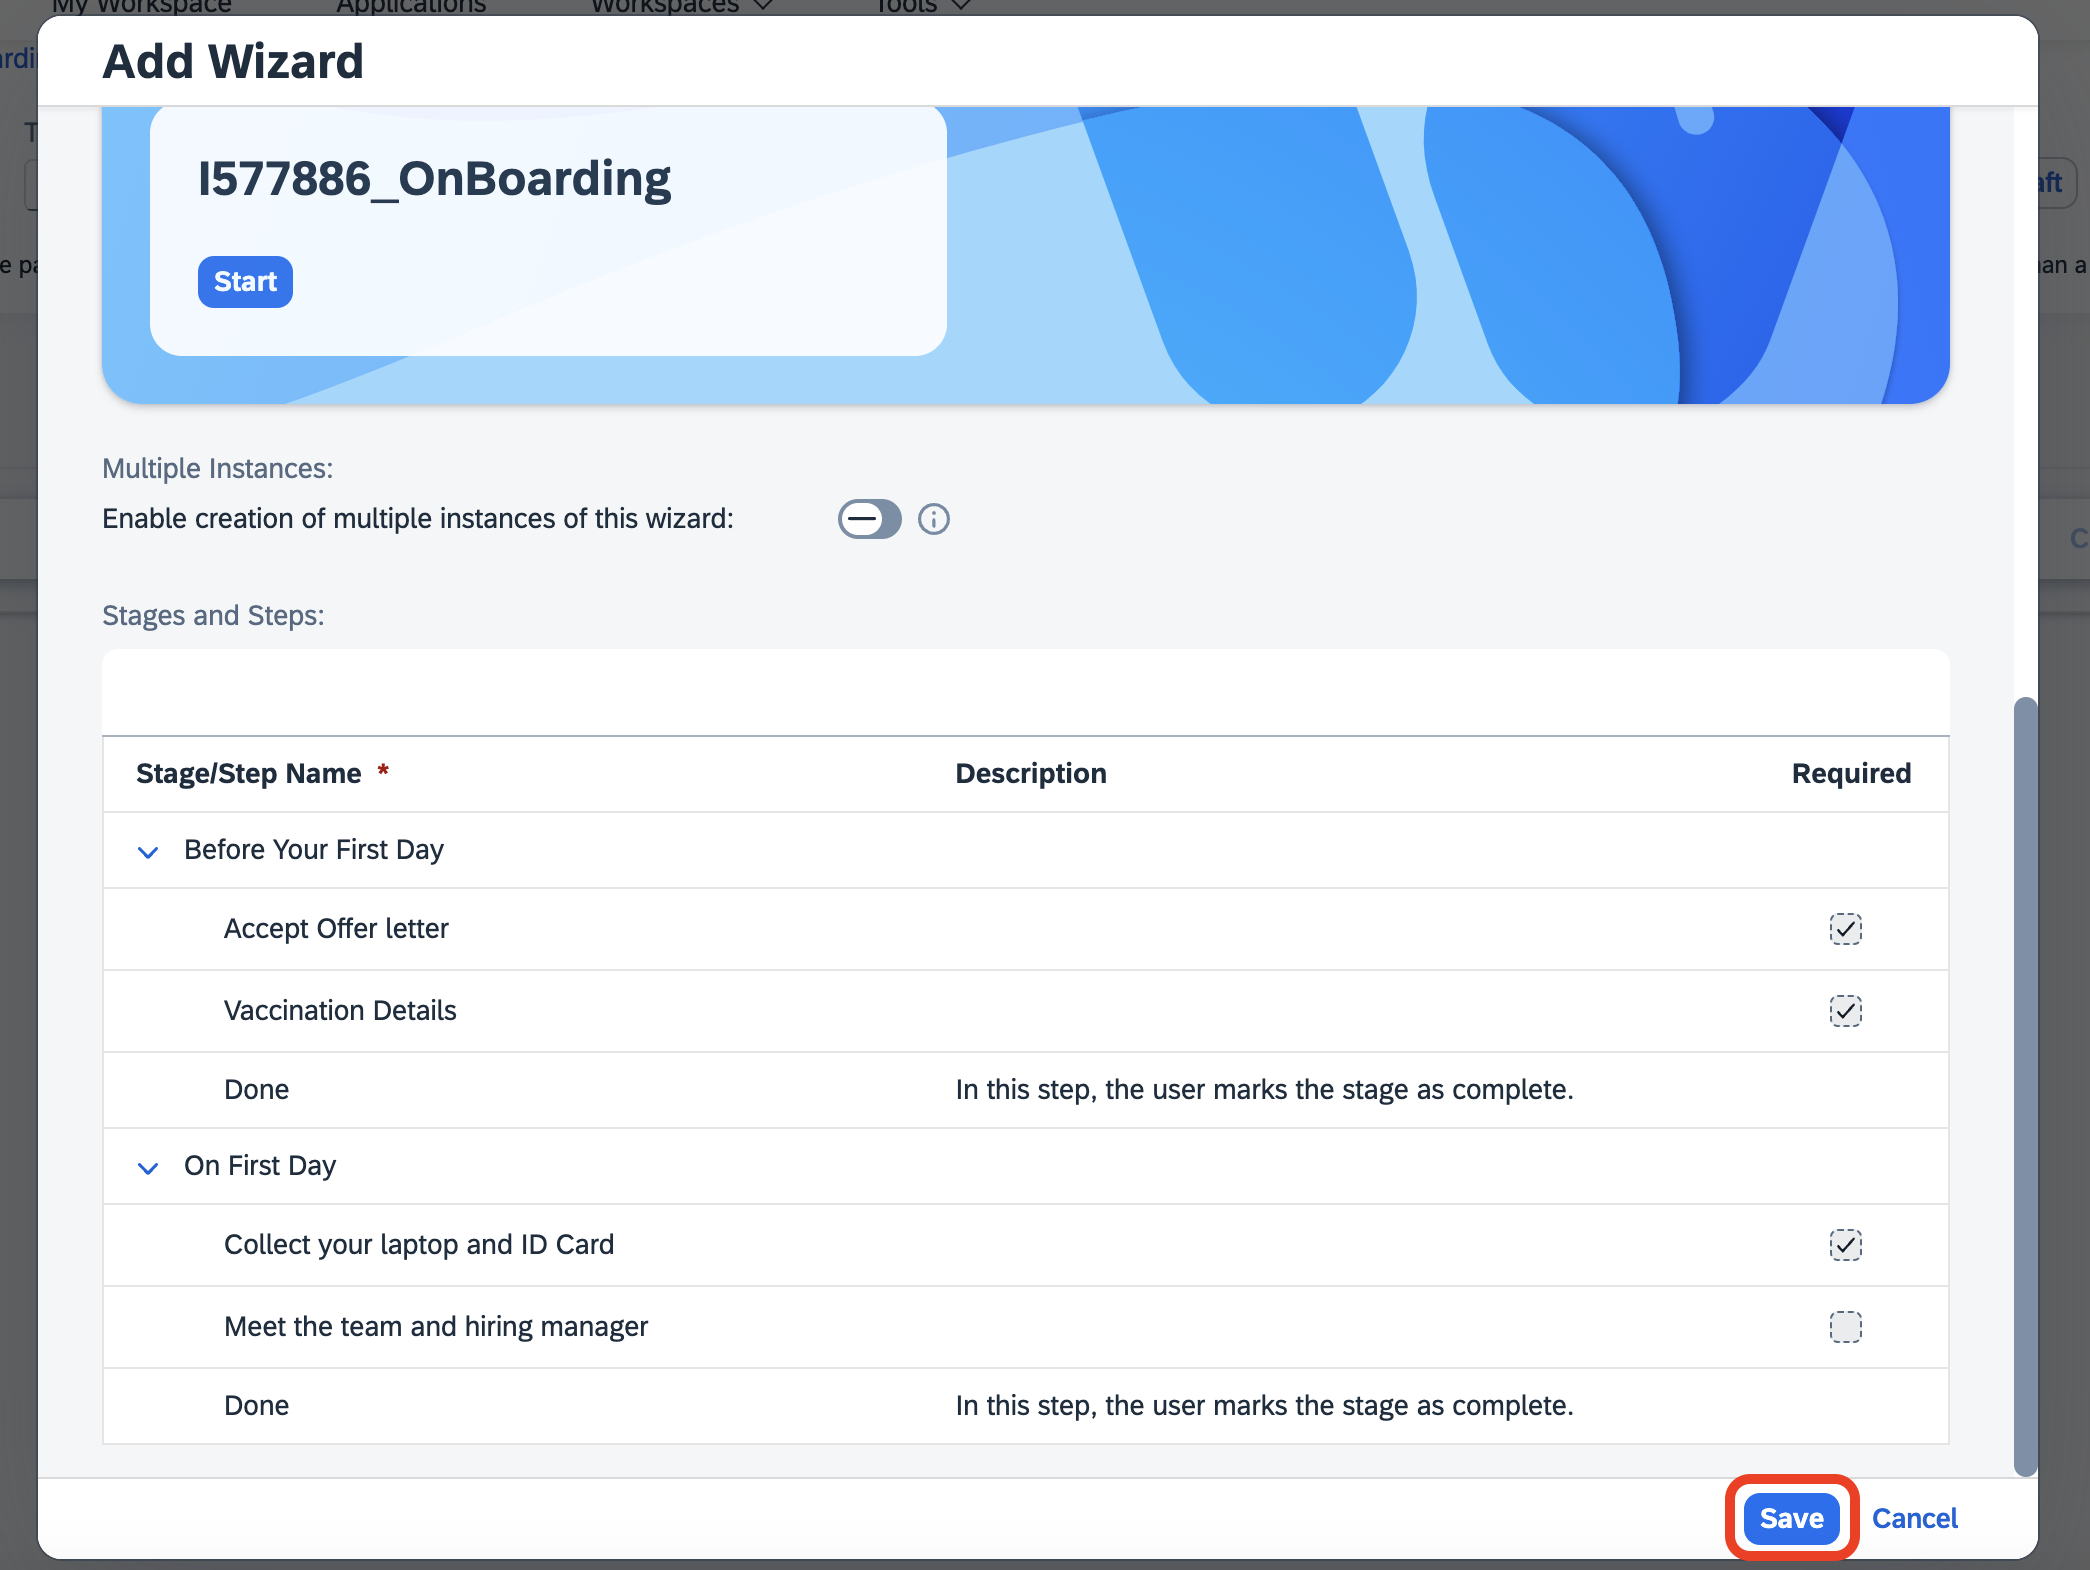 My Workspace Applications Workspaces Tools
Add Wizard
I577886_OnBoarding
Start
Multiple Instances:
Enable creation of multiple instances of this wizard:
Stages and Steps:
Stage/Step Name * Description Required
Before Your First Day
Accept Offer letter
Vaccination Details
Done In this step, the user marks the stage as complete.
On First Day
Collect your laptop and ID Card
Meet the team and hiring manager
Done In this step, the user marks the stage as complete.
Save Cancel